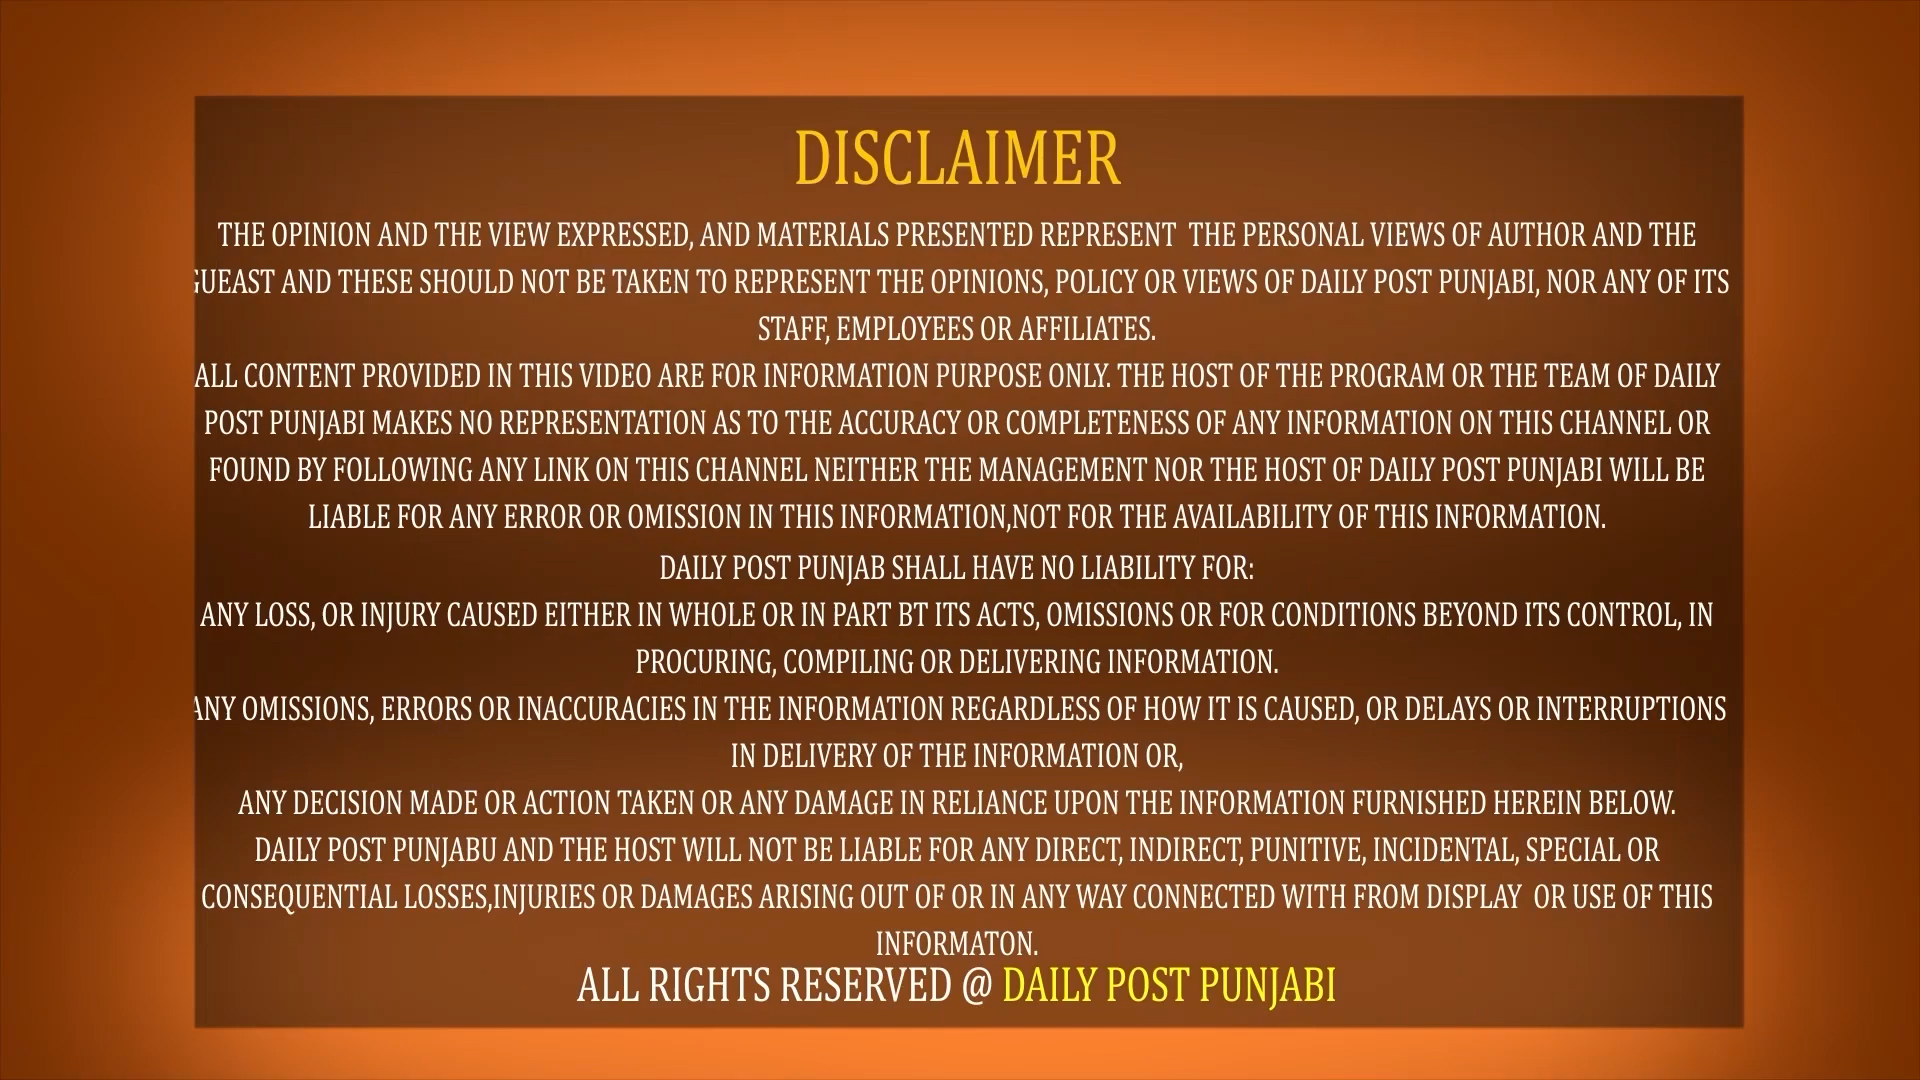 DISCLAIMER
THE OPINION AND THE VIEW EXPRESSED, AND MATERIALS PRESENTED REPRESENT THE PERSONAL VIEWS OF AUTHOR AND THE
GUEAST AND THESE SHOULD NOT BE TAKEN TO REPRESENT THE OPINIONS, POLICY OR VIEWS OF DAILY POST PUNJABI, NOR ANY OF ITS
STAFF, EMPLOYEES OR AFFILIATES.
ALL CONTENT PROVIDED IN THIS VIDEO ARE FOR INFORMATION PURPOSE ONLY. THE HOST OF THE PROGRAM OR THE TEAM OF DAILY
POST PUNJABI MAKES NO REPRESENTATION AS TO THE ACCURACY OR COMPLETENESS OF ANY INFORMATION ON THIS CHANNEL OR
FOUND BY FOLLOWING ANY LINK ON THIS CHANNEL NEITHER THE MANAGEMENT NOR THE HOST OF DAILY POST PUNJABI WILL BE
LIABLE FOR ANY ERROR OR OMISSION IN THIS INFORMATION,NOT FOR THE AVAILABILITY OF THIS INFORMATION.
DAILY POST PUNJAB SHALL HAVE NO LIABILITY FOR:
ANY LOSS, OR INJURY CAUSED EITHER IN WHOLE OR IN PART BT ITS ACTS, OMISSIONS OR FOR CONDITIONS BEYOND ITS CONTROL, IN
PROCURING, COMPILING OR DELIVERING INFORMATION.
ANY OMISSIONS, ERRORS OR INACCURACIES IN THE INFORMATION REGARDLESS OF HOW IT IS CAUSED, OR DELAYS OR INTERRUPTIONS
IN DELIVERY OF THE INFORMATION OR,
ANY DECISION MADE OR ACTION TAKEN OR ANY DAMAGE IN RELIANCE UPON THE INFORMATION FURNISHED HEREIN BELOW.
DAILY POST PUNJABU AND THE HOST WILL NOT BE LIABLE FOR ANY DIRECT, INDIRECT, PUNITIVE, INCIDENTAL, SPECIAL OR
CONSEQUENTIAL LOSSES,INJURIES OR DAMAGES ARISING OUT OF OR IN ANY WAY CONNECTED WITH FROM DISPLAY OR USE OF THIS
INFORMATON.
ALL RIGHTS RESERVED @ DAILY POST PUNJABI